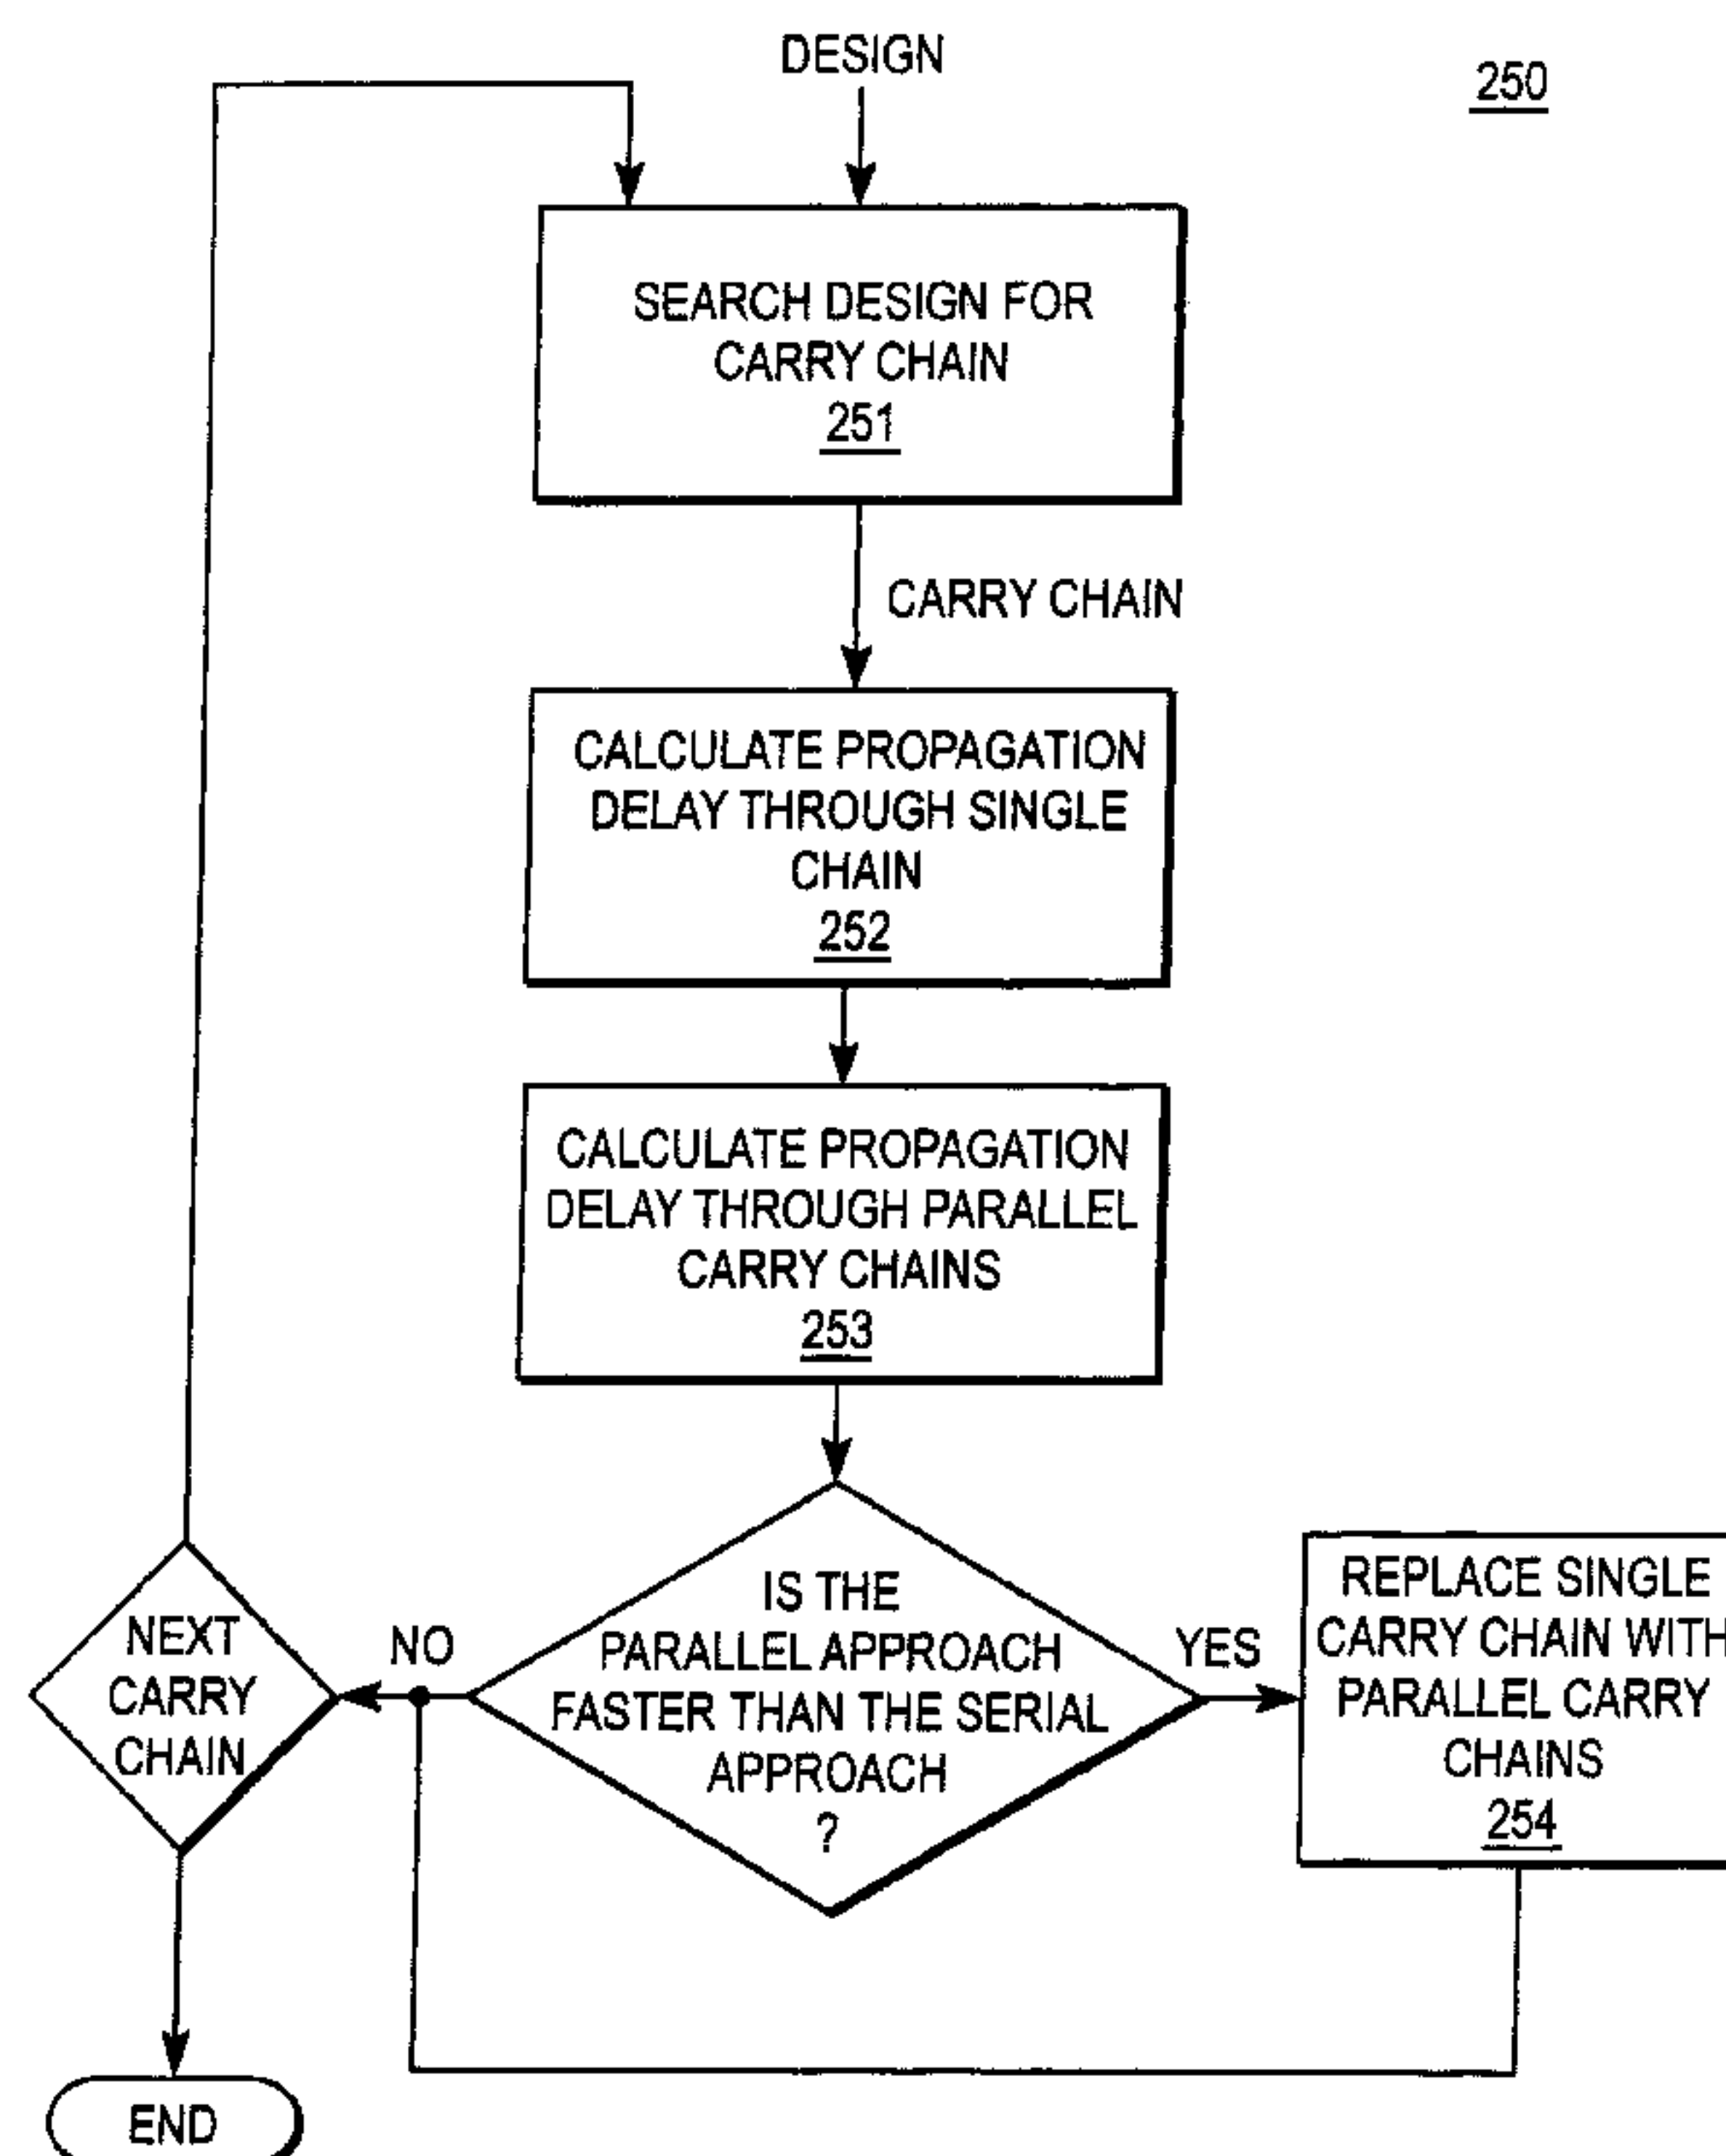 DESIGN
250
SEARCH DESIGN FOR
CARRY CHAIN
251
CARRY CHAIN
CALCULATE PROPAGATION
DELAY THROUGH SINGLE
CHAIN
252
CALCULATE PROPAGATION
DELAY THROUGH PARALLEL
CARRY CHAINS
253
IS THE
PARALLEL APPROACH
FASTER THAN THE SERIAL
APPROACH
?
YES
REPLACE SINGLE
CARRY CHAIN WITH
PARALLEL CARRY
CHAINS
254
NO
NEXT
CARRY
CHAIN
END